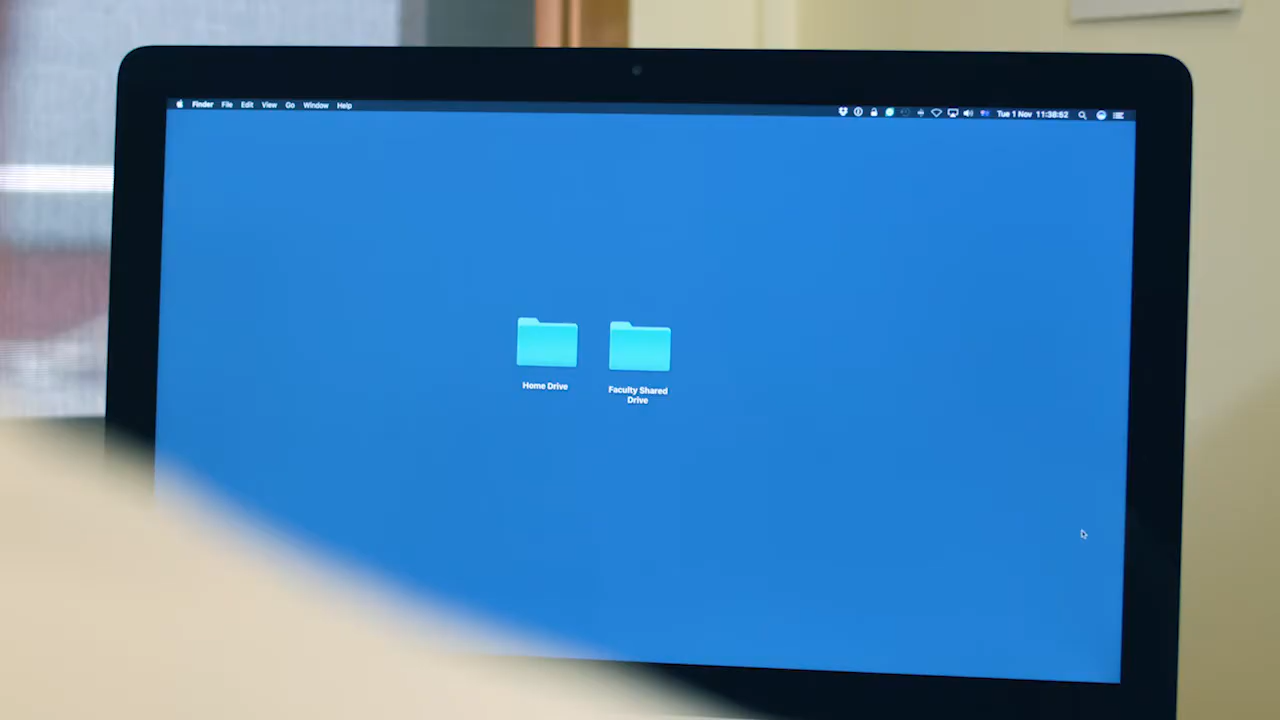 Finder File Edit View Go Window Help
Tue 1 Nov 11:38:52
Home Drive
Faculty Shared
Drive